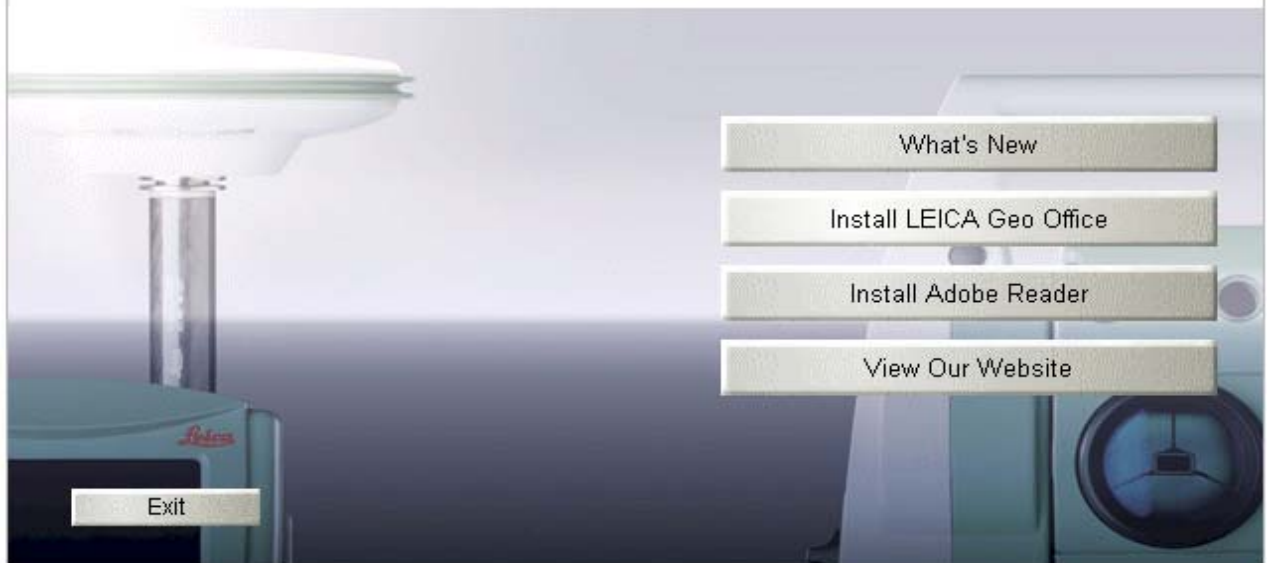 What's New
Install LEICA Geo Office
Install Adobe Reader
View Our Website
Leica
Exit